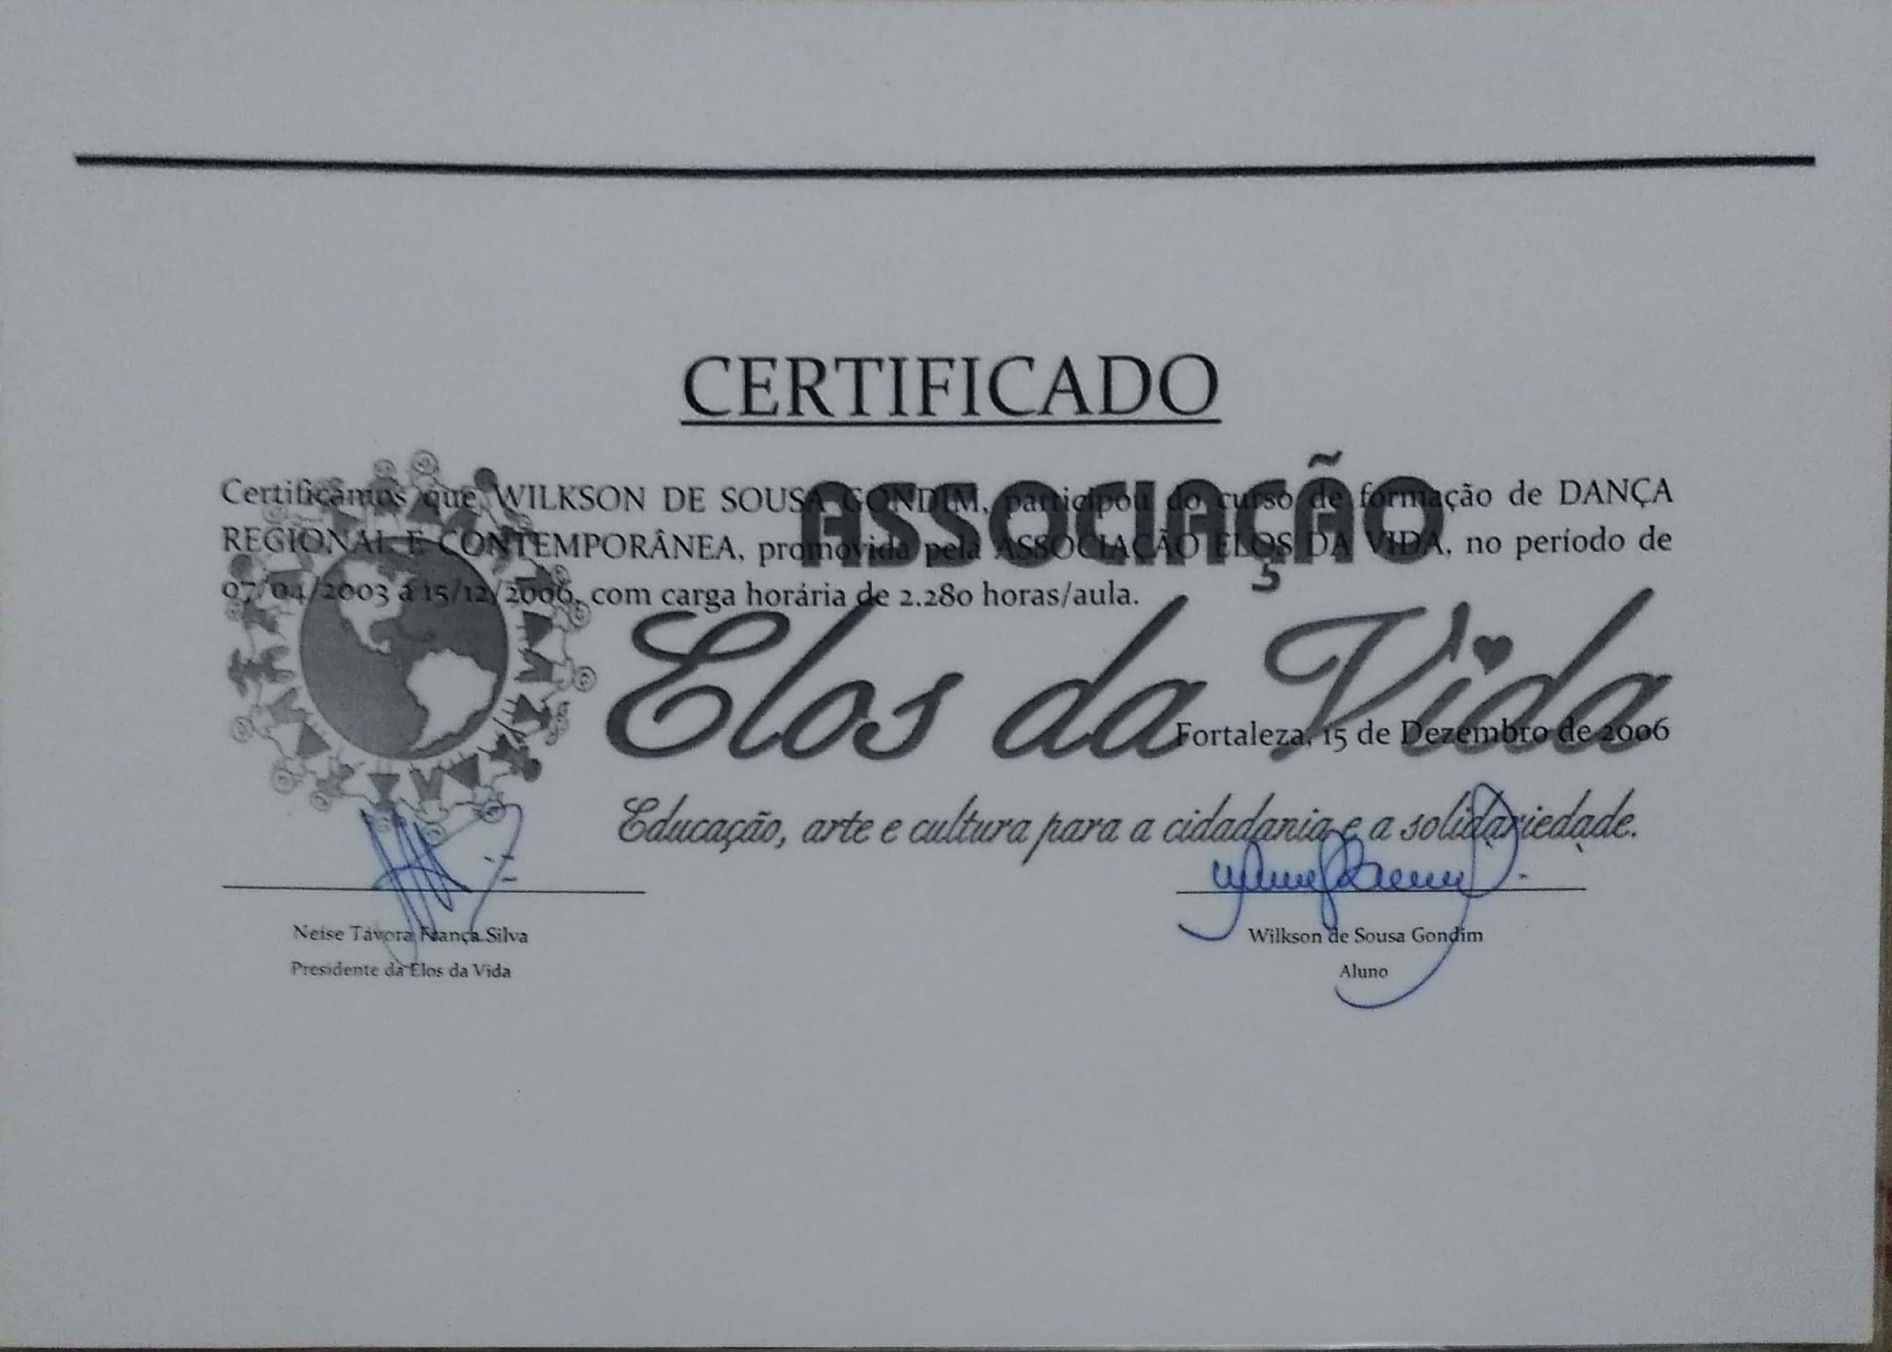 CERTIFICADO
Certificamos que WILKSON DE SOUSA GONDIM, participou do curso de formação de DANÇA
REGIONAL E CONTEMPORÂNEA, promovida pela ASSOCIAÇÃO ELOS DA VIDA, no período de
07/04/2003 á 15/12/2006, com carga horária de 2.280 horas/aula.
ASSOCIAÇÃO
Elos da Vida
Fortaleza, 15 de Dezembro de 2006
Educação, arte e cultura para a cidadania e a solidariedade.
Neise Távora França Silva
Presidente da Elos da Vida
Wilkson de Sousa Gondim
Aluno